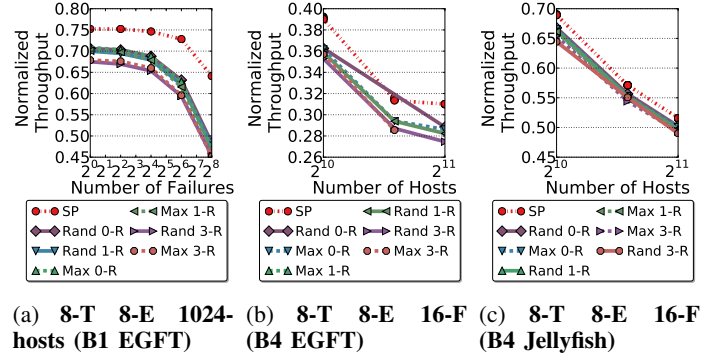 0.80
0.75
0.70
0.65
0.60
0.55
0.50
0.45
Normalized
Throughput
2^0 2^1 2^2 2^3 2^4 2^5 2^6 2^7 2^8
Number of Failures
SP
Rand 0-R
Rand 1-R
Max 0-R
Max 1-R
Rand 3-R
Max 3-R
(a) 8-T 8-E 1024-
hosts (B1 EGFT)
0.40
0.38
0.36
0.34
0.32
0.30
0.28
0.26
Normalized
Throughput
2^10 2^11
Number of Hosts
SP
Rand 0-R
Max 0-R
Max 1-R
Rand 1-R
Rand 3-R
Max 3-R
(b) 8-T 8-E 16-F
(B4 EGFT)
0.70
0.65
0.60
0.55
0.50
0.45
Normalized
Throughput
2^10 2^11
Number of Hosts
SP
Rand 0-R
Max 0-R
Rand 1-R
Max 1-R
Max 3-R
Rand 3-R
(c) 8-T 8-E 16-F
(B4 Jellyfish)